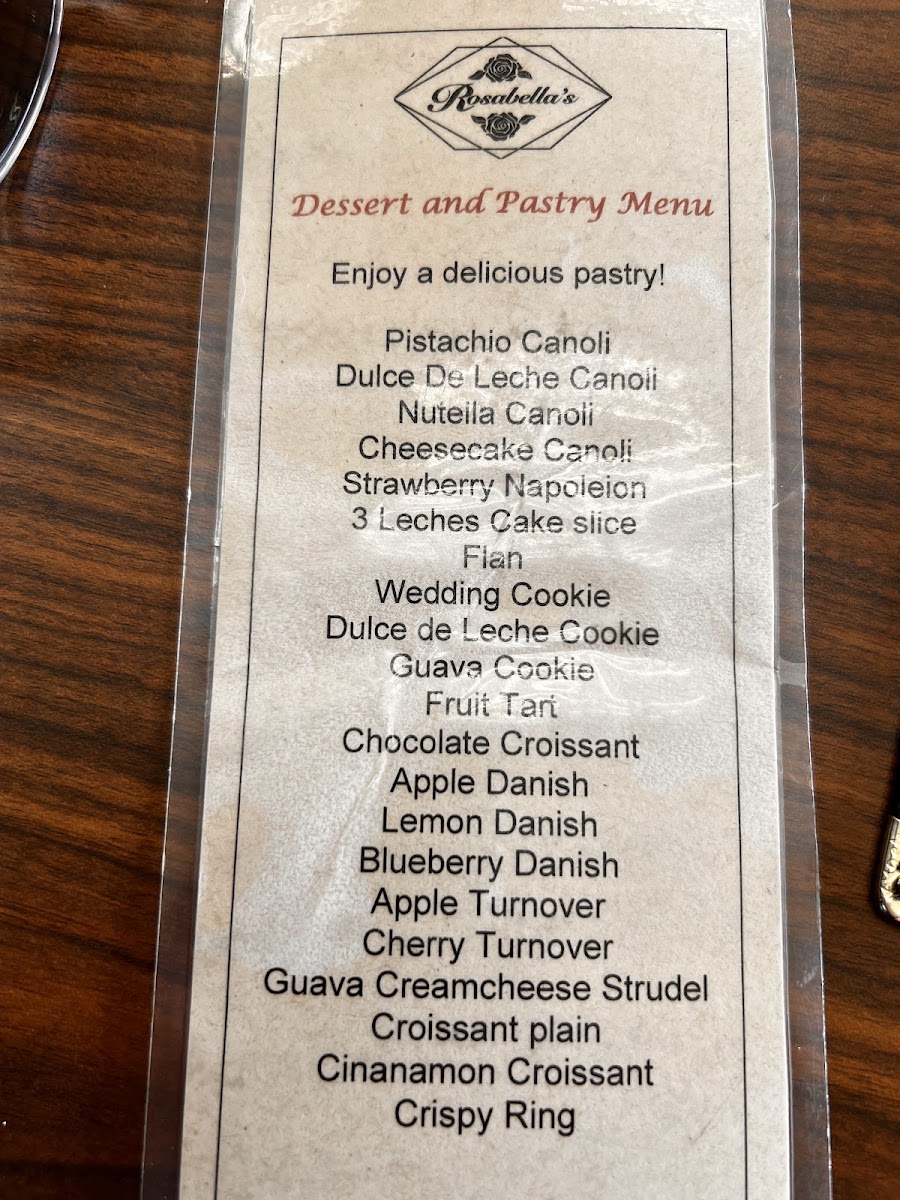 Rosabella's
Dessert and Pastry Menu
Enjoy a delicious pastry!
Pistachio Canoli
Dulce De Leche Canoli
Nutella Canoli
Cheesecake Canoli
Strawberry Napoleion
3 Leches Cake slice
Flan
Wedding Cookie
Dulce de Leche Cookie
Guava Cookie
Fruit Tart
Chocolate Croissant
Apple Danish
Lemon Danish
Blueberry Danish
Apple Turnover
Cherry Turnover
Guava Creamcheese Strudel
Croissant plain
Cinanamon Croissant
Crispy Ring